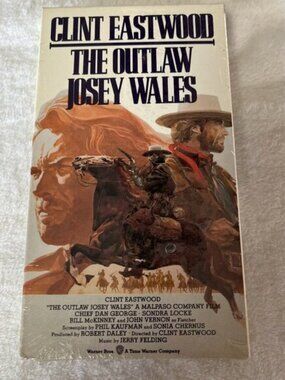 CLINT EASTWOOD
THE OUTLAW
JOSEY WALES
CLINT EASTWOOD
"THE OUTLAW JOSEY WALES" A MALPASO COMPANY FILM
CHIEF DAN GEORGE · SONDRA LOCKE
BILL McKINNEY and JOHN VERNON as Fletcher
Screenplay by PHIL KAUFMAN and SONIA CHERNUS
Produced by ROBERT DALEY · Directed by CLINT EASTWOOD
Music by JERRY FIELDING
Warner Bros A Time Warner Company